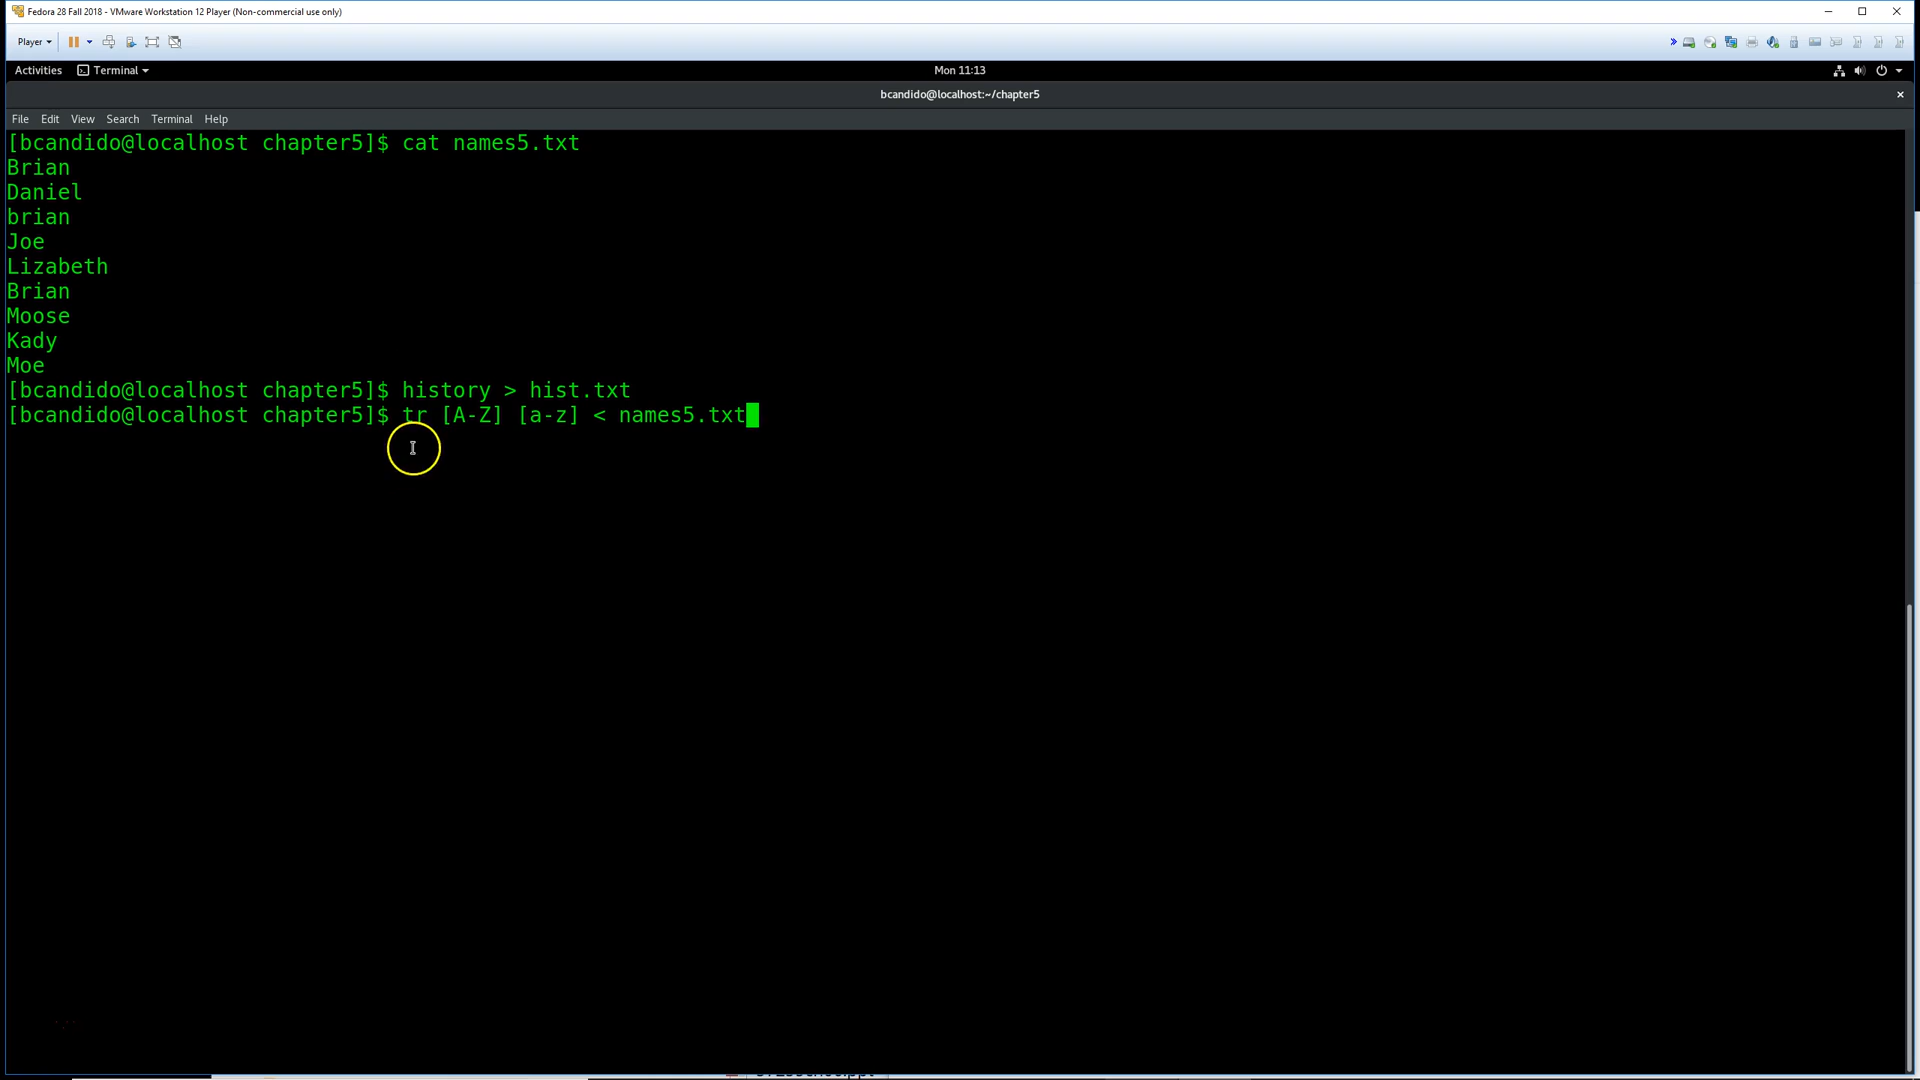 Fedora 28 Fall 2018 - VMware Workstation 12 Player (Non-commercial use only)
Player
Activities Terminal Mon 11:13
bcandido@localhost:~/chapter5
File Edit View Search Terminal Help
[bcandido@localhost chapter5]$ cat names5.txt
Brian
Daniel
brian
Joe
Lizabeth
Brian
Moose
Kady
Moe
[bcandido@localhost chapter5]$ history > hist.txt
[bcandido@localhost chapter5]$ tr [A-Z] [a-z] < names5.txt